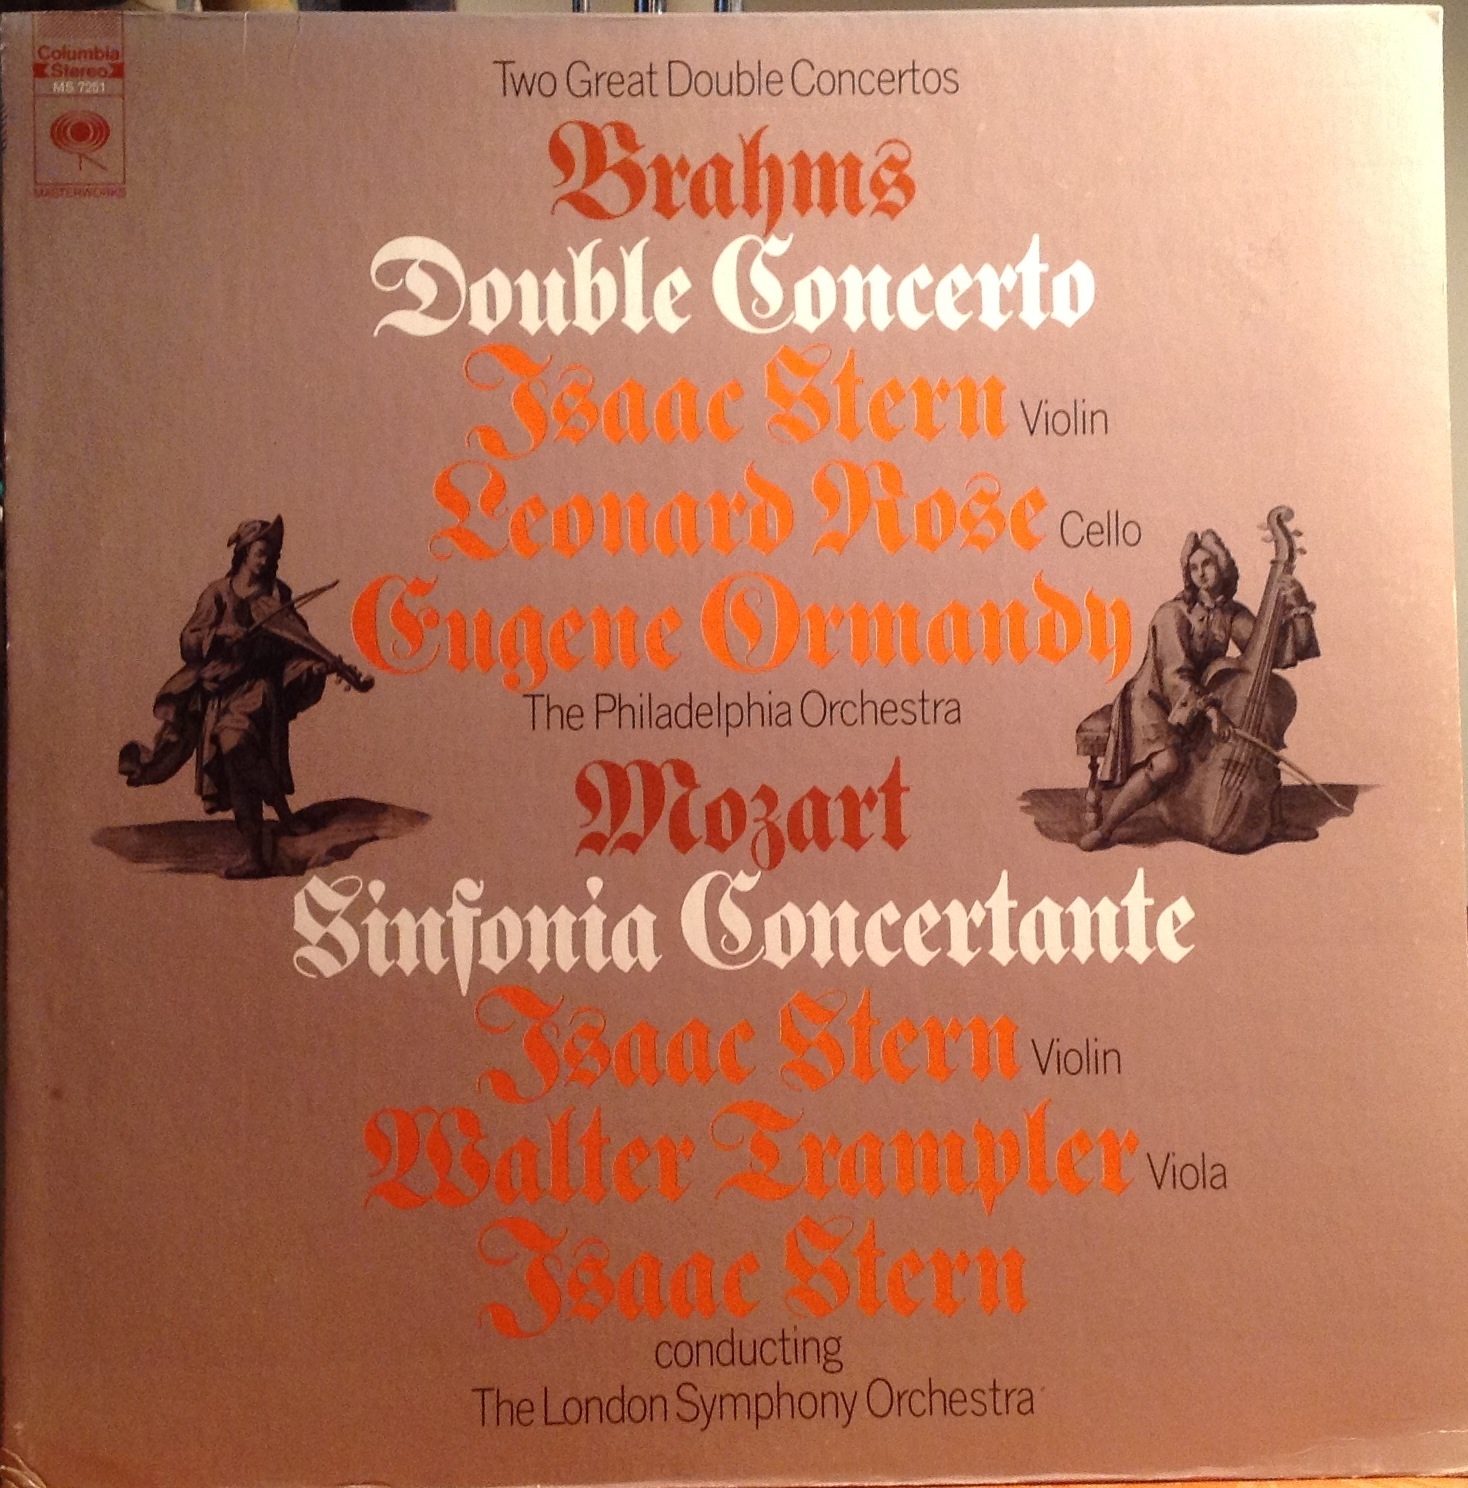 Columbia
Stereo
MS 7251
MASTERWORKS
Two Great Double Concertos
Brahms
Double Concerto
Isaac Stern Violin
Leonard Rose Cello
Eugene Ormandy
The Philadelphia Orchestra
Mozart
Sinfonia Concertante
Isaac Stern Violin
Walter Trampler Viola
Isaac Stern
conducting
The London Symphony Orchestra